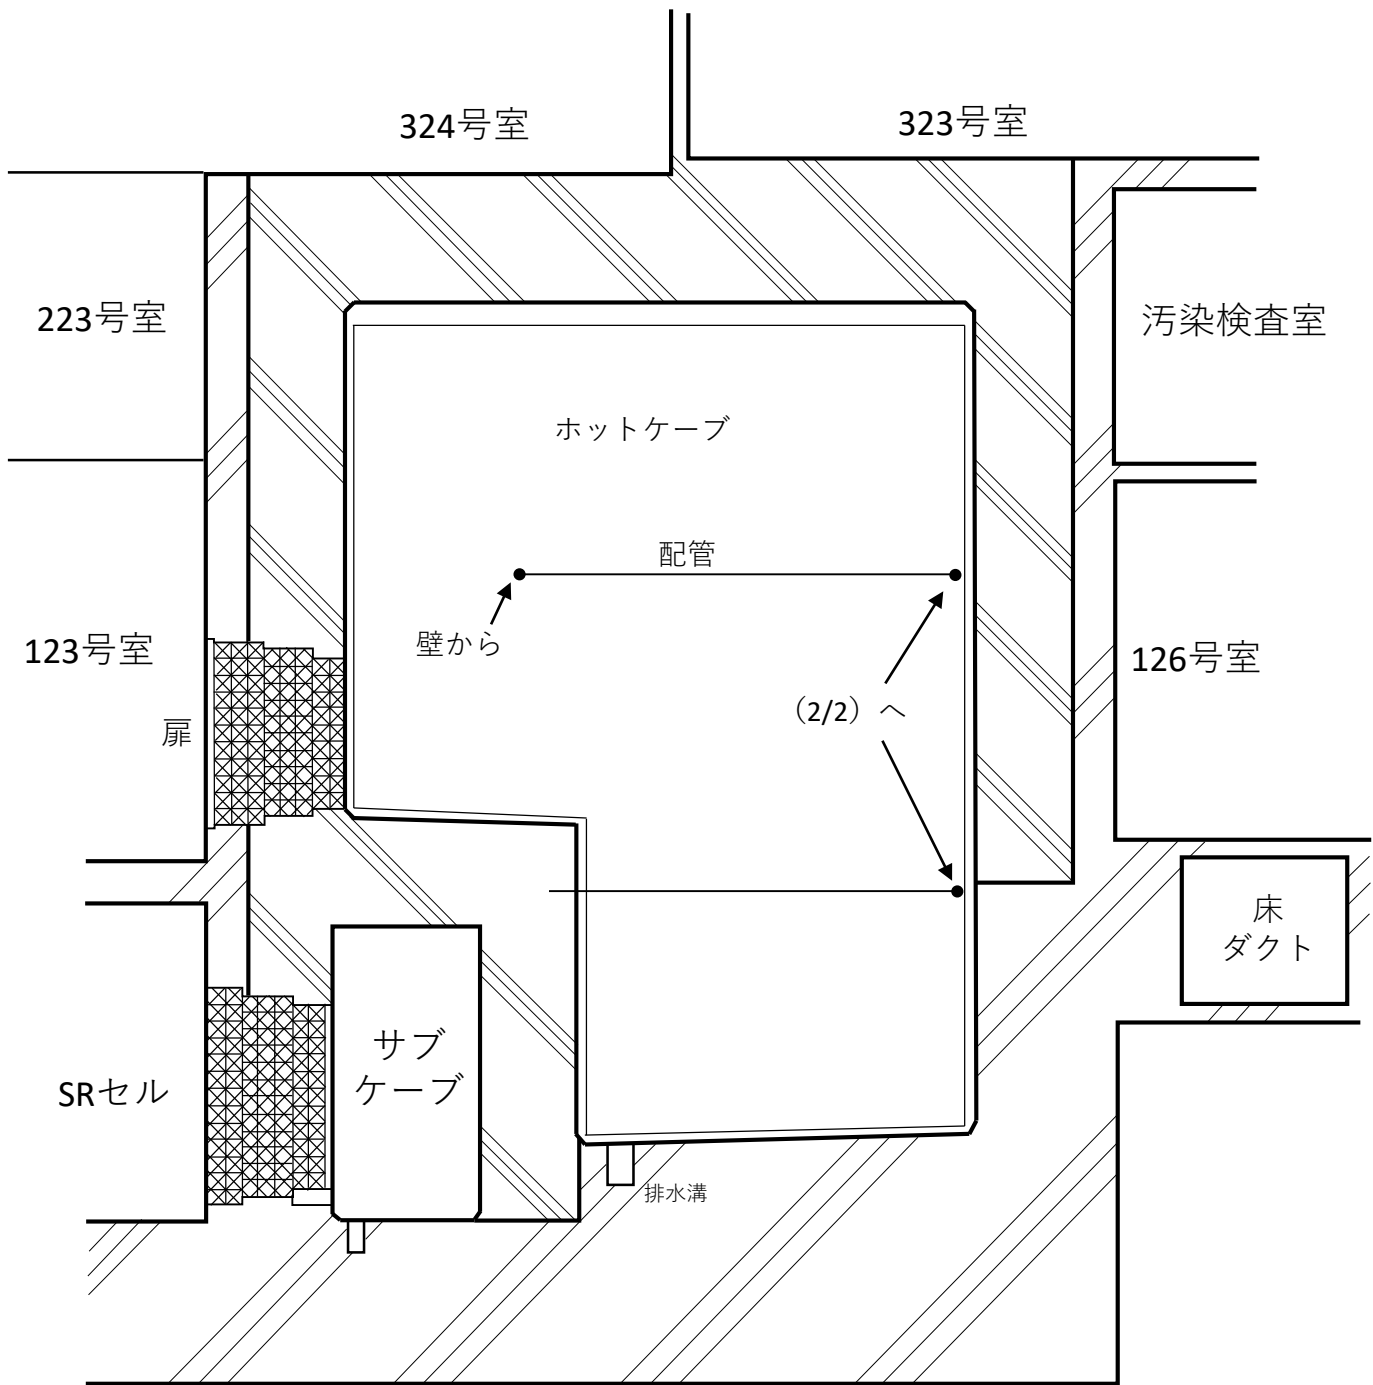 324号室
323号室
223号室
汚染検査室
ホットケーブ
配管
壁から
123号室
126号室
（2/2）へ
扉
床
ダクト
サブ
ケーブ
SRセル
排水溝